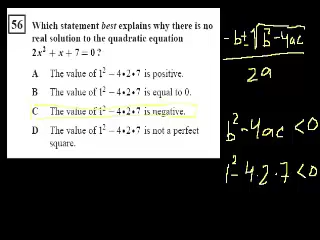 56 Which statement best explains why there is no
real solution to the quadratic equation
2x² + x + 7 = 0?
A The value of 1² – 4•2•7 is positive.
B The value of 1² – 4•2•7 is equal to 0.
C The value of 1² – 4•2•7 is negative.
D The value of 1² – 4•2•7 is not a perfect
square.
-b±√b²-4ac
2a
b²-4ac <0
1²-4·2·7 <0